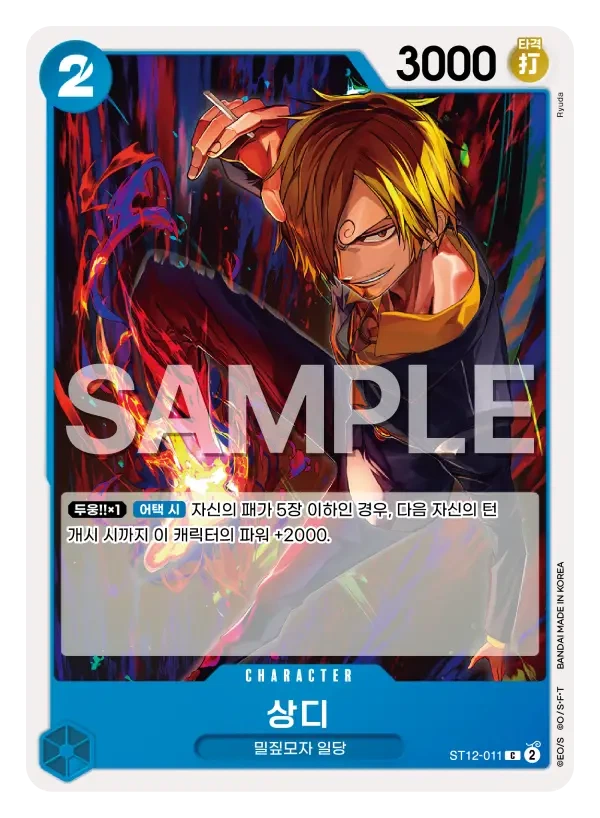 2
3000
타격
打
Ryuda
SAMPLE
두웅!!×1 어택 시 자신의 패가 5장 이하인 경우, 다음 자신의 턴
개시 시까지 이 캐릭터의 파워 +2000.
CHARACTER
상디
밀짚모자 일당
ST12-011 C 2
©EO/S ©O/S·F·T BANDAI MADE IN KOREA